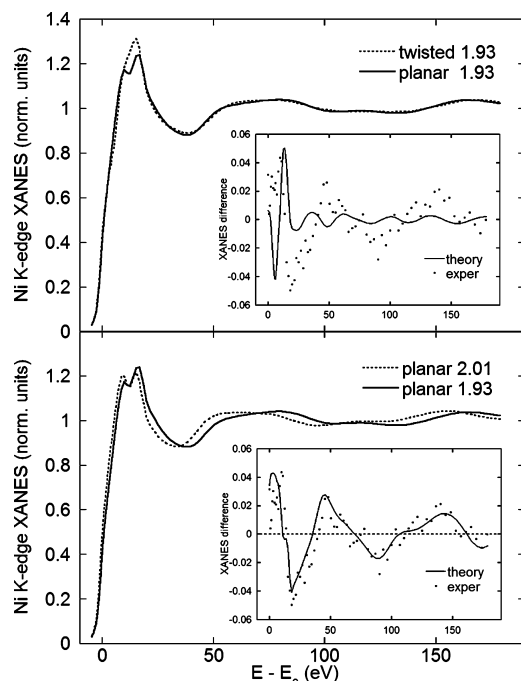 1.4
1.2
1
0.8
0.6
0.4
0.2
0
Ni K-edge XANES (norm. units)
twisted 1.93
planar 1.93
0.06
0.04
0.02
0
-0.02
-0.04
-0.06
XANES difference
theory
exper
0 50 100 150
1.2
1
0.8
0.6
0.4
0.2
0
Ni K-edge XANES (norm. units)
planar 2.01
planar 1.93
0.06
0.04
0.02
0
-0.02
-0.04
-0.06
XANES difference
theory
exper
0 50 100 150
0 50 100 150
E - Eo (eV)